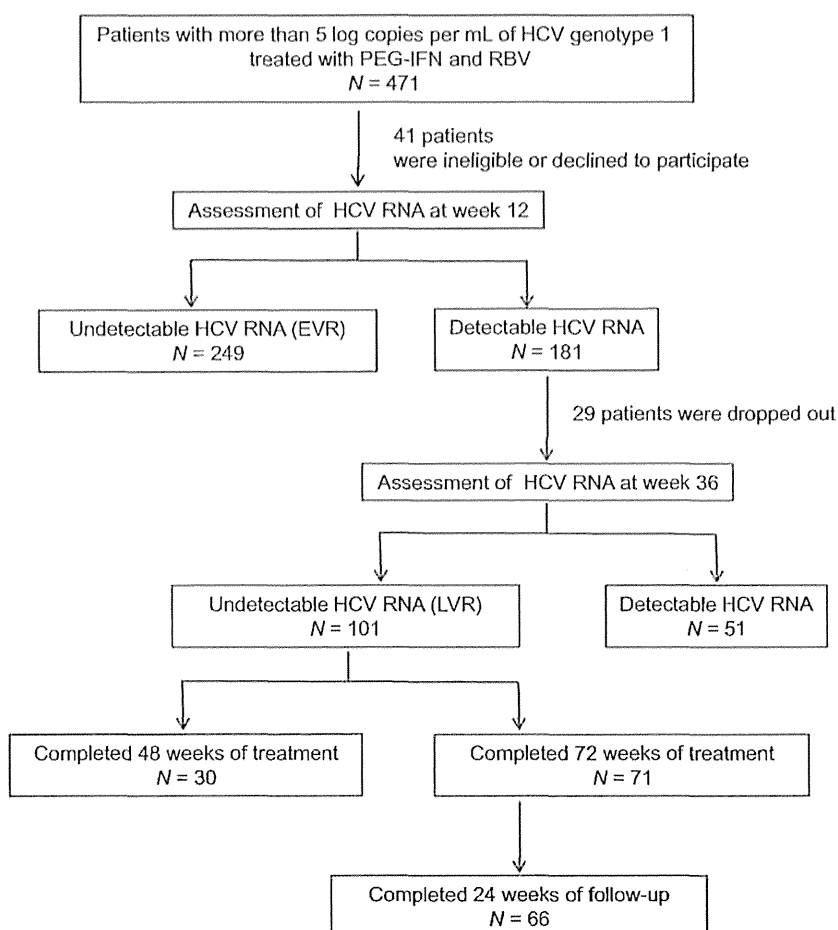 Patients with more than 5 log copies per mL of HCV genotype 1
treated with PEG-IFN and RBV
N = 471
41 patients
were ineligible or declined to participate
Assessment of HCV RNA at week 12
Undetectable HCV RNA (EVR)
N = 249
Detectable HCV RNA
N = 181
29 patients were dropped out
Assessment of HCV RNA at week 36
Undetectable HCV RNA (LVR)
N = 101
Detectable HCV RNA
N = 51
Completed 48 weeks of treatment
N = 30
Completed 72 weeks of treatment
N = 71
Completed 24 weeks of follow-up
N = 66